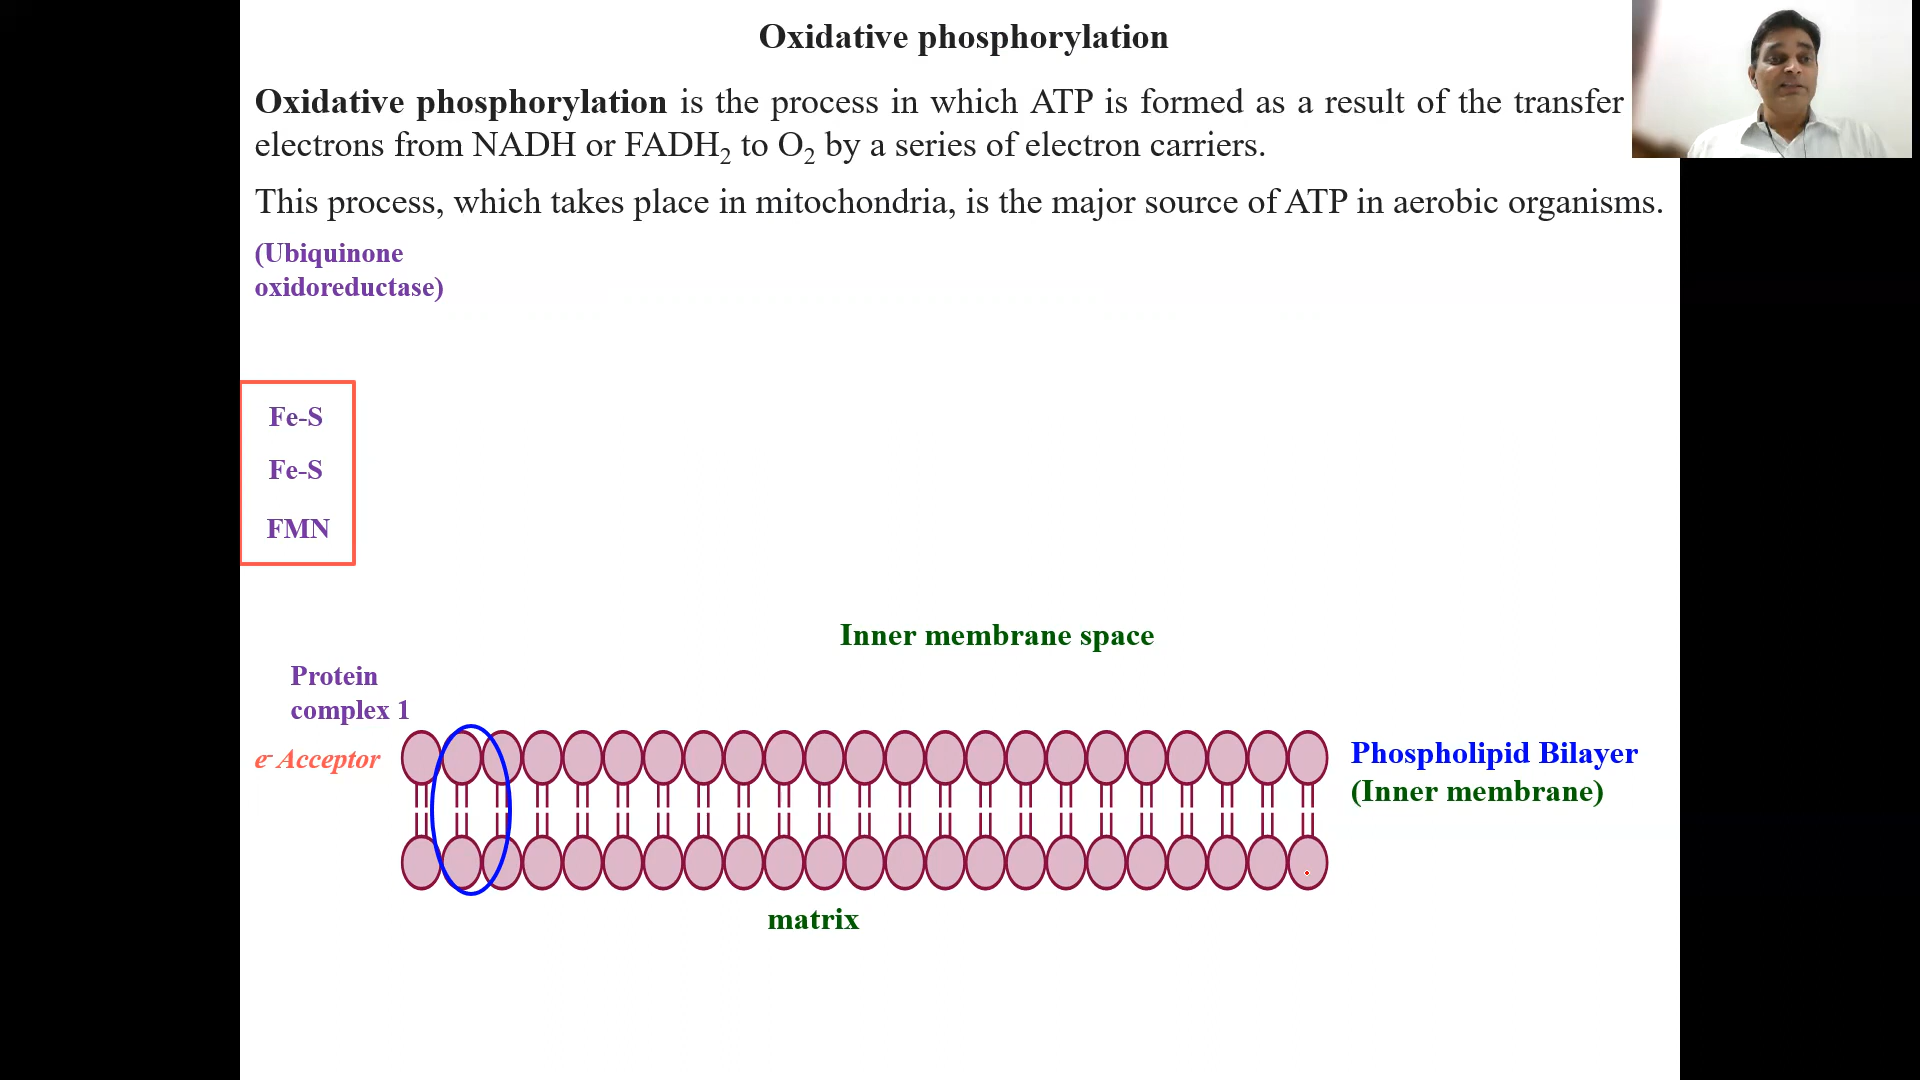 Oxidative phosphorylation
Oxidative phosphorylation is the process in which ATP is formed as a result of the transfer
electrons from NADH or FADH₂ to O₂ by a series of electron carriers.
This process, which takes place in mitochondria, is the major source of ATP in aerobic organisms.
(Ubiquinone
oxidoreductase)
Fe-S
Fe-S
FMN
Inner membrane space
Protein
complex 1
e⁻ Acceptor
Phospholipid Bilayer
(Inner membrane)
matrix